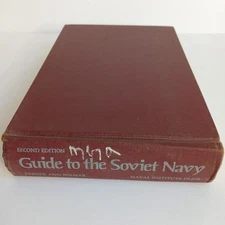 SECOND EDITION
Guide to the Soviet Navy
NAVAL INSTITUTE PRESS